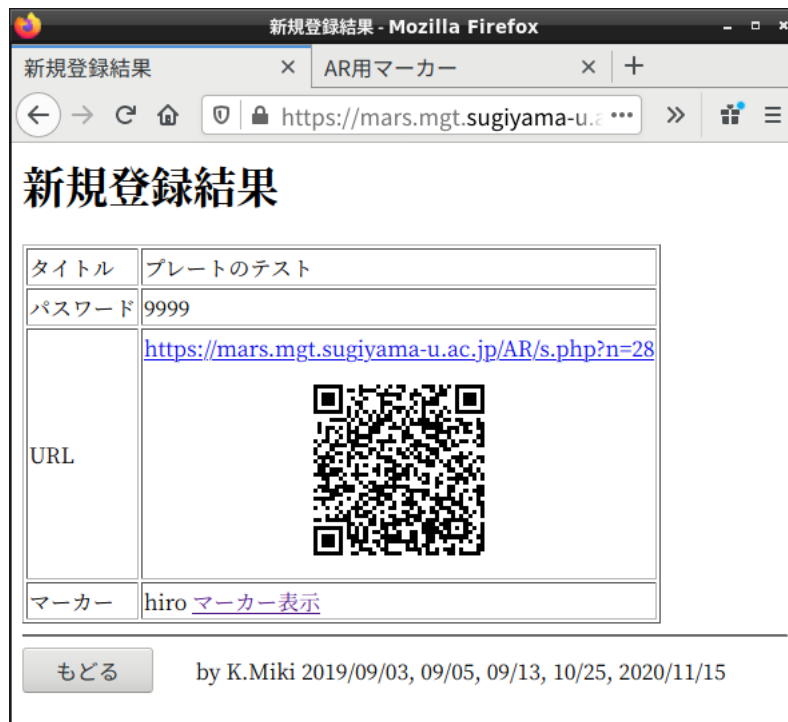 新規登録結果 - Mozilla Firefox
新規登録結果 × AR用マーカー × +
https://mars.mgt.sugiyama-u.a ••• »
新規登録結果
タイトル プレートのテスト
パスワード 9999
URL https://mars.mgt.sugiyama-u.ac.jp/AR/s.php?n=28
マーカー hiro マーカー表示
もどる by K.Miki 2019/09/03, 09/05, 09/13, 10/25, 2020/11/15